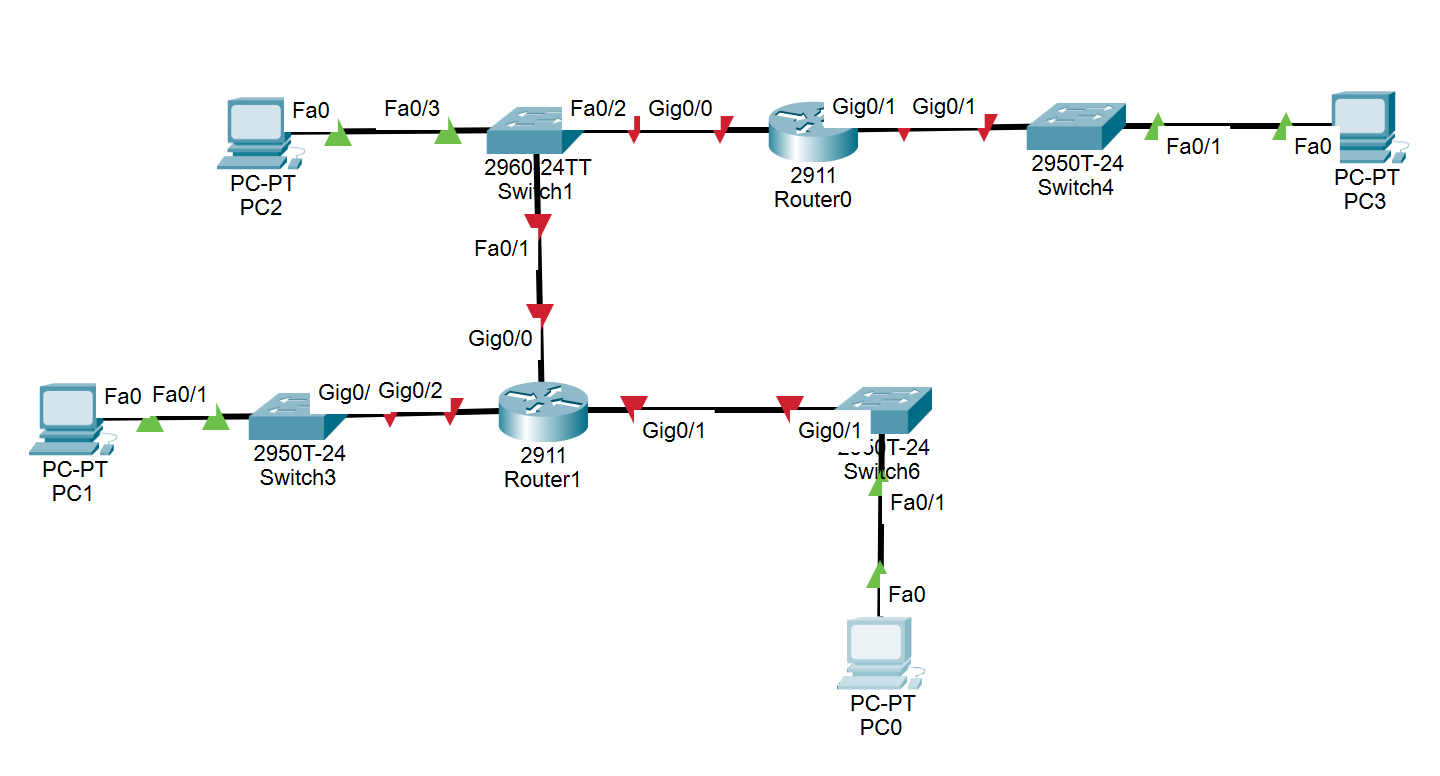 Fa0
Fa0/3
Fa0/2
Gig0/0
Gig0/1
Gig0/1
Fa0/1
Fa0
PC-PT
PC2
2960-24TT
Switch1
2911
Router0
2950T-24
Switch4
PC-PT
PC3
Fa0/1
Gig0/0
Fa0
Fa0/1
Gig0/
Gig0/2
PC-PT
PC1
2950T-24
Switch3
2911
Router1
Gig0/1
Gig0/1
2950T-24
Switch6
Fa0/1
Fa0
PC-PT
PC0